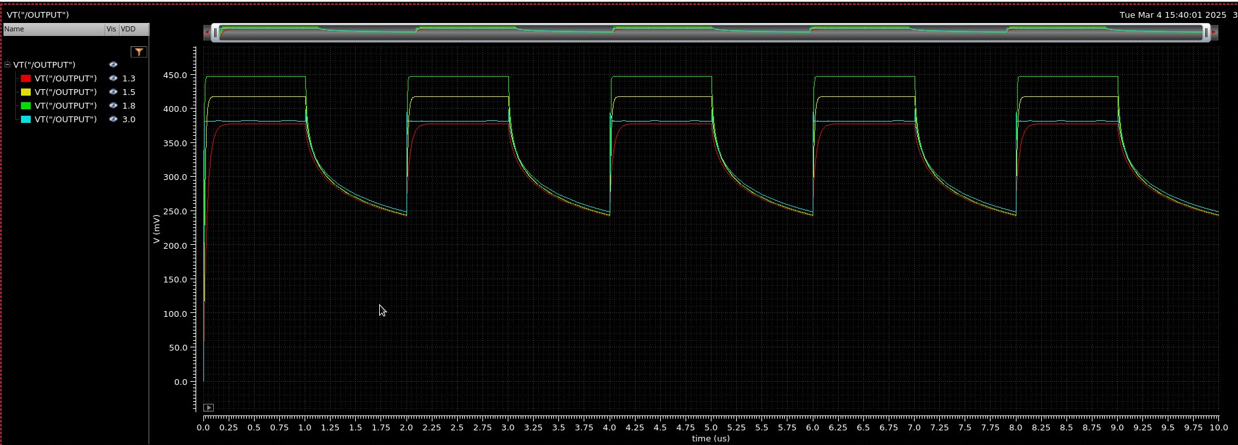 VT("/OUTPUT") Tue Mar 4 15:40:01 2025 3
Name Vis VDD
VT("/OUTPUT")
VT("/OUTPUT") 1.3
VT("/OUTPUT") 1.5
VT("/OUTPUT") 1.8
VT("/OUTPUT") 3.0
V (mV)
450.0
400.0
350.0
300.0
250.0
200.0
150.0
100.0
50.0
0.0
0.0 0.25 0.5 0.75 1.0 1.25 1.5 1.75 2.0 2.25 2.5 2.75 3.0 3.25 3.5 3.75 4.0 4.25 4.5 4.75 5.0 5.25 5.5 5.75 6.0 6.25 6.5 6.75 7.0 7.25 7.5 7.75 8.0 8.25 8.5 8.75 9.0 9.25 9.5 9.75 10.0
time (us)